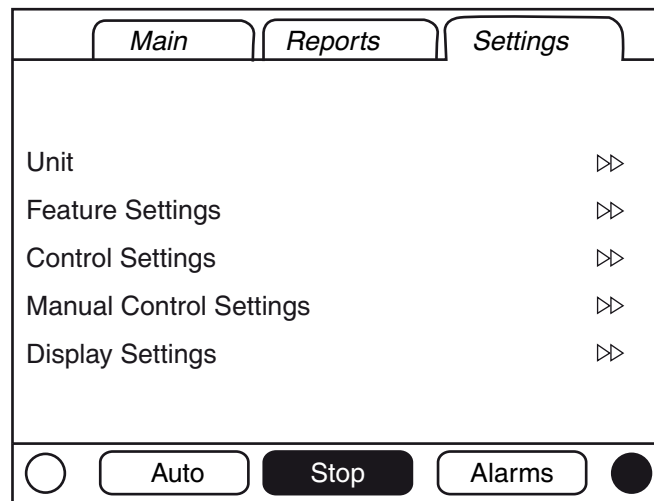 Main Reports Settings
Unit
Feature Settings
Control Settings
Manual Control Settings
Display Settings
Auto Stop Alarms